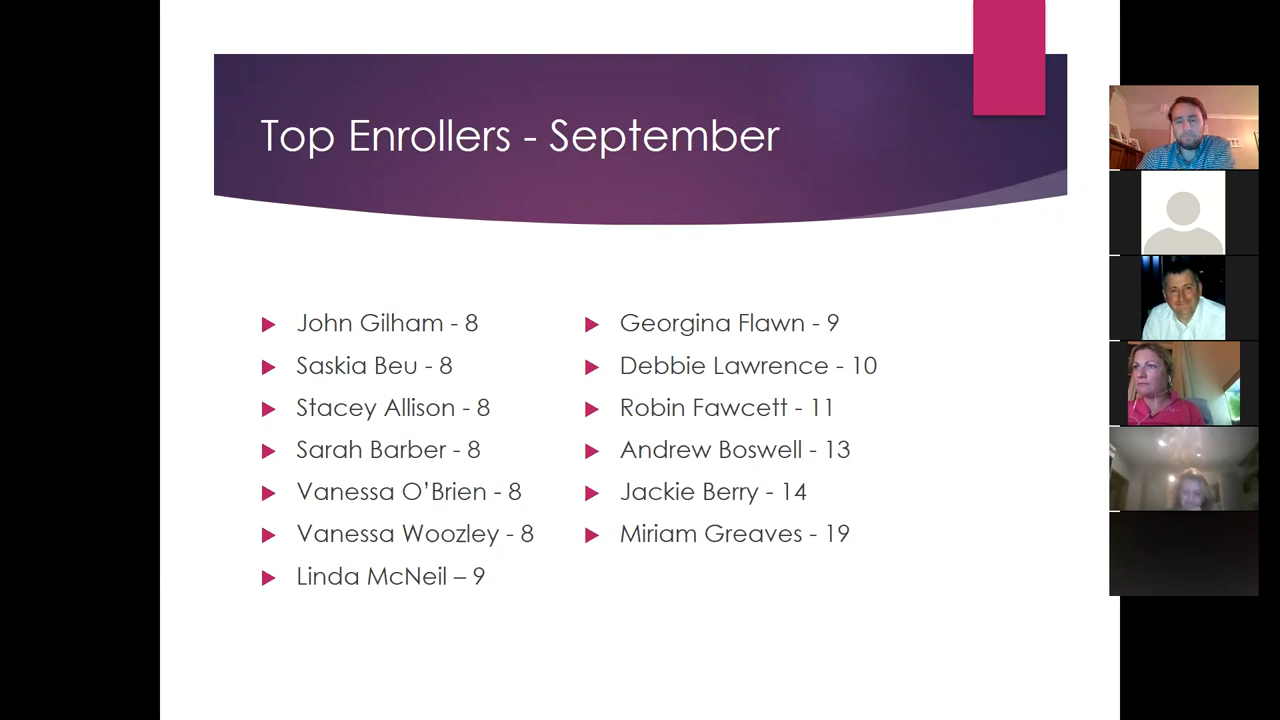 Top Enrollers - September
John Gilham - 8
Saskia Beu - 8
Stacey Allison - 8
Sarah Barber - 8
Vanessa O’Brien - 8
Vanessa Woozley - 8
Linda McNeil – 9
Georgina Flawn - 9
Debbie Lawrence - 10
Robin Fawcett - 11
Andrew Boswell - 13
Jackie Berry - 14
Miriam Greaves - 19